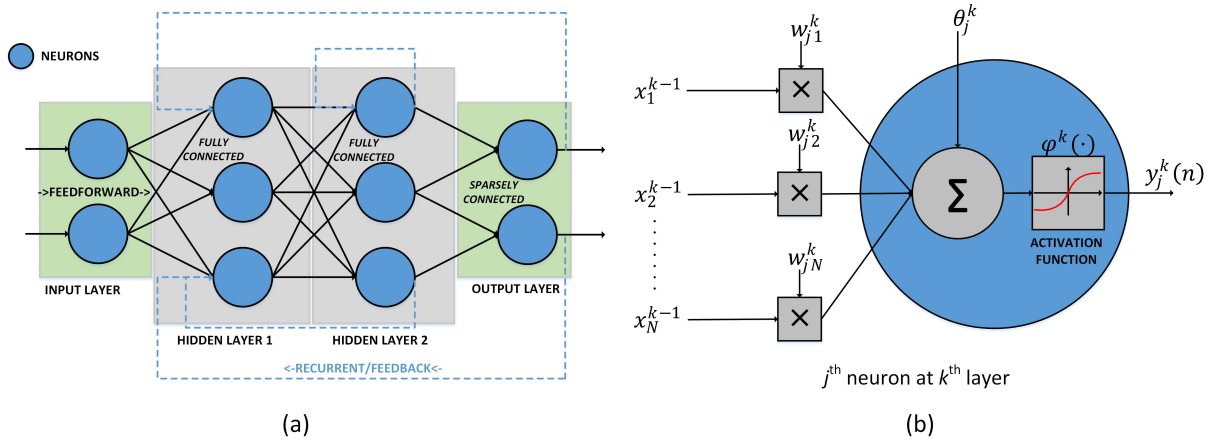 NEURONS
FULLY
CONNECTED
FULLY
CONNECTED
->FEEDFORWARD->
SPARSELY
CONNECTED
INPUT LAYER
OUTPUT LAYER
HIDDEN LAYER 1
HIDDEN LAYER 2
<-RECURRENT/FEEDBACK<-
(a)
w_{j1}^k
θ_j^k
x_1^{k-1}
×
w_{j2}^k
φ^k(·)
x_2^{k-1}
×
Σ
y_j^k(n)
ACTIVATION
FUNCTION
w_{jN}^k
x_N^{k-1}
×
j^th neuron at k^th layer
(b)